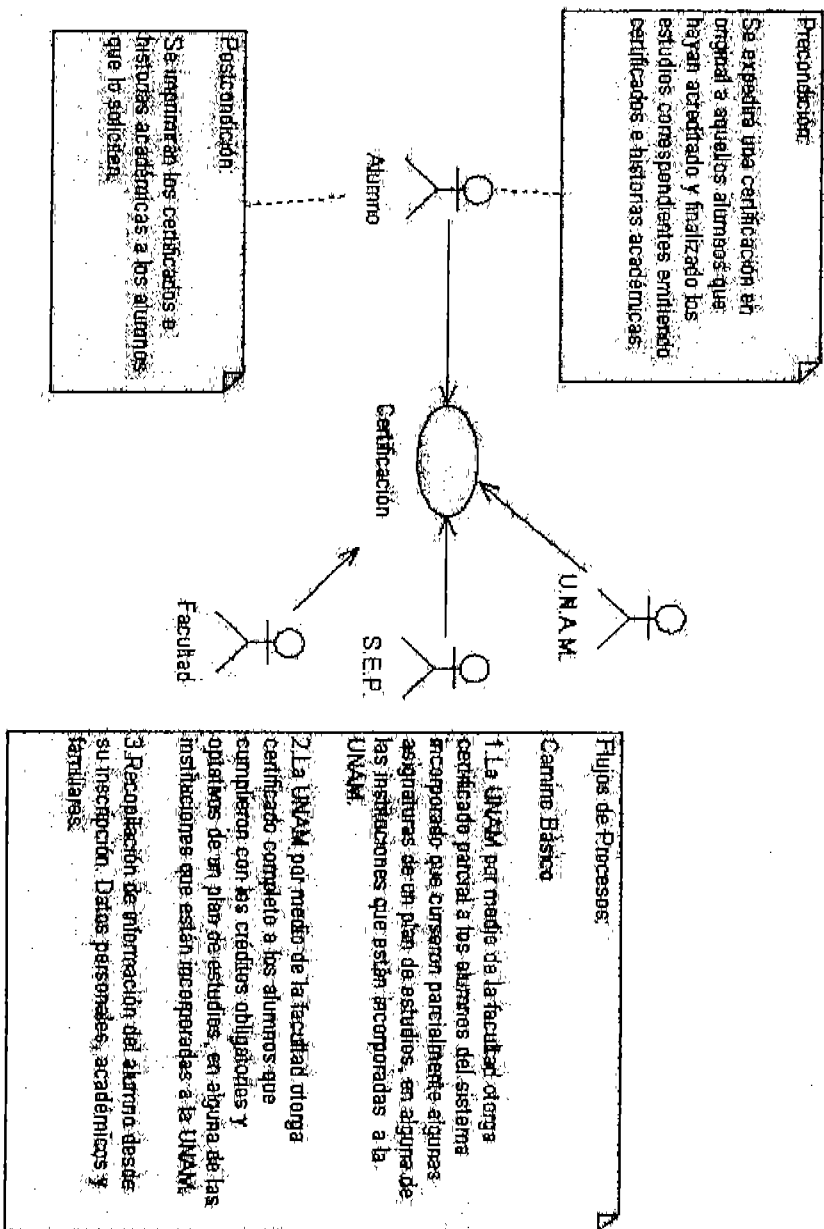 Precondición:
Se expedira una certificación en
original a aquellos alumnos que
hayan acreditado y finalizado los
estudios correspondientes emitiendo
certificados e historias académicas
Alumno
Postcondición:
Se imprimirán los certificados e
historias académicas a los alumnos
que lo soliciten.
Certificación
U.N.A.M.
S.E.P.
Facultad
Flujos de Procesos:
Camino Básico
1.La UNAM por medio de la facultad otorga
certificado parcial a los alumnos del sistema
incorporado que cursaron parcialmente algunas
asignaturas de un plan de estudios, en alguna de
las instituciones que están incorporadas a la
UNAM.
2.La UNAM por medio de la facultad otorga
certificado completo a los alumnos que
cumplieron con los créditos obligatorios y
optativos de un plan de estudios, en alguna de las
instituciones que están incorporadas a la UNAM.
3.Recopilación de información del alumno desde
su inscripción. Datos personales, académicos y
familiares.